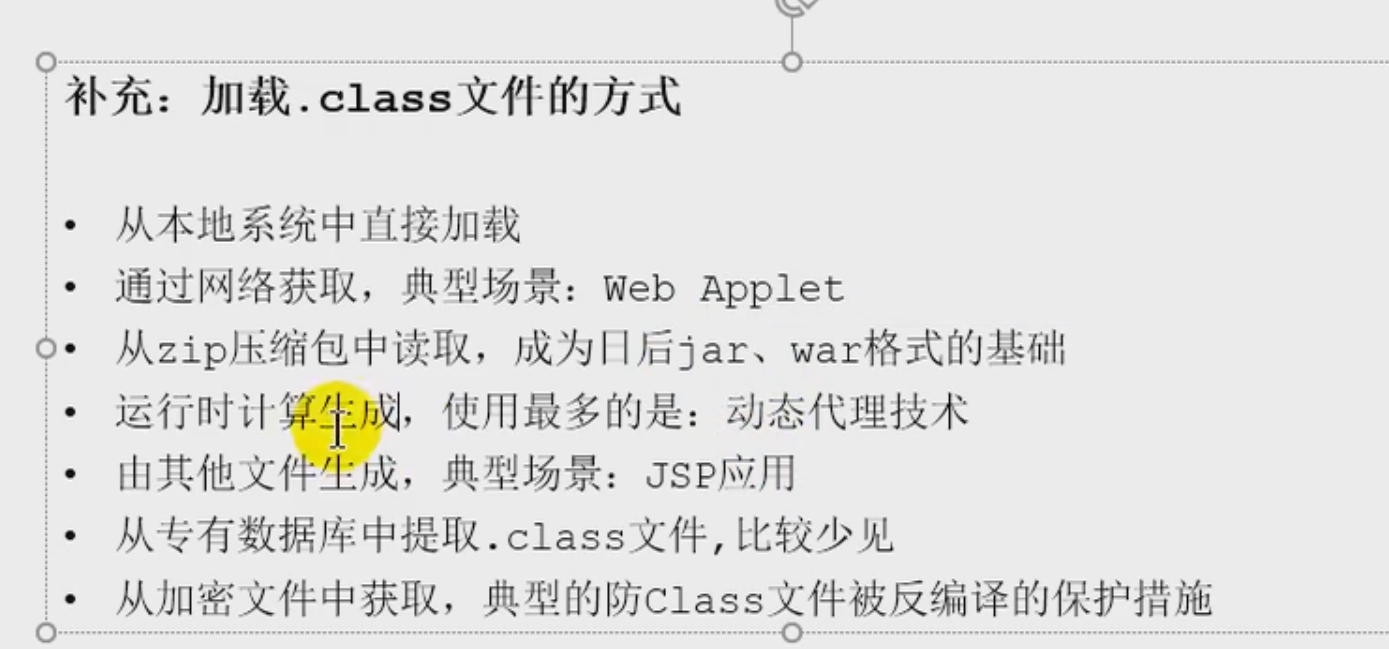 补充：加载.class文件的方式
• 从本地系统中直接加载
• 通过网络获取，典型场景：Web Applet
• 从zip压缩包中读取，成为日后jar、war格式的基础
• 运行时计算生成，使用最多的是：动态代理技术
• 由其他文件生成，典型场景：JSP应用
• 从专有数据库中提取.class文件,比较少见
• 从加密文件中获取，典型的防Class文件被反编译的保护措施